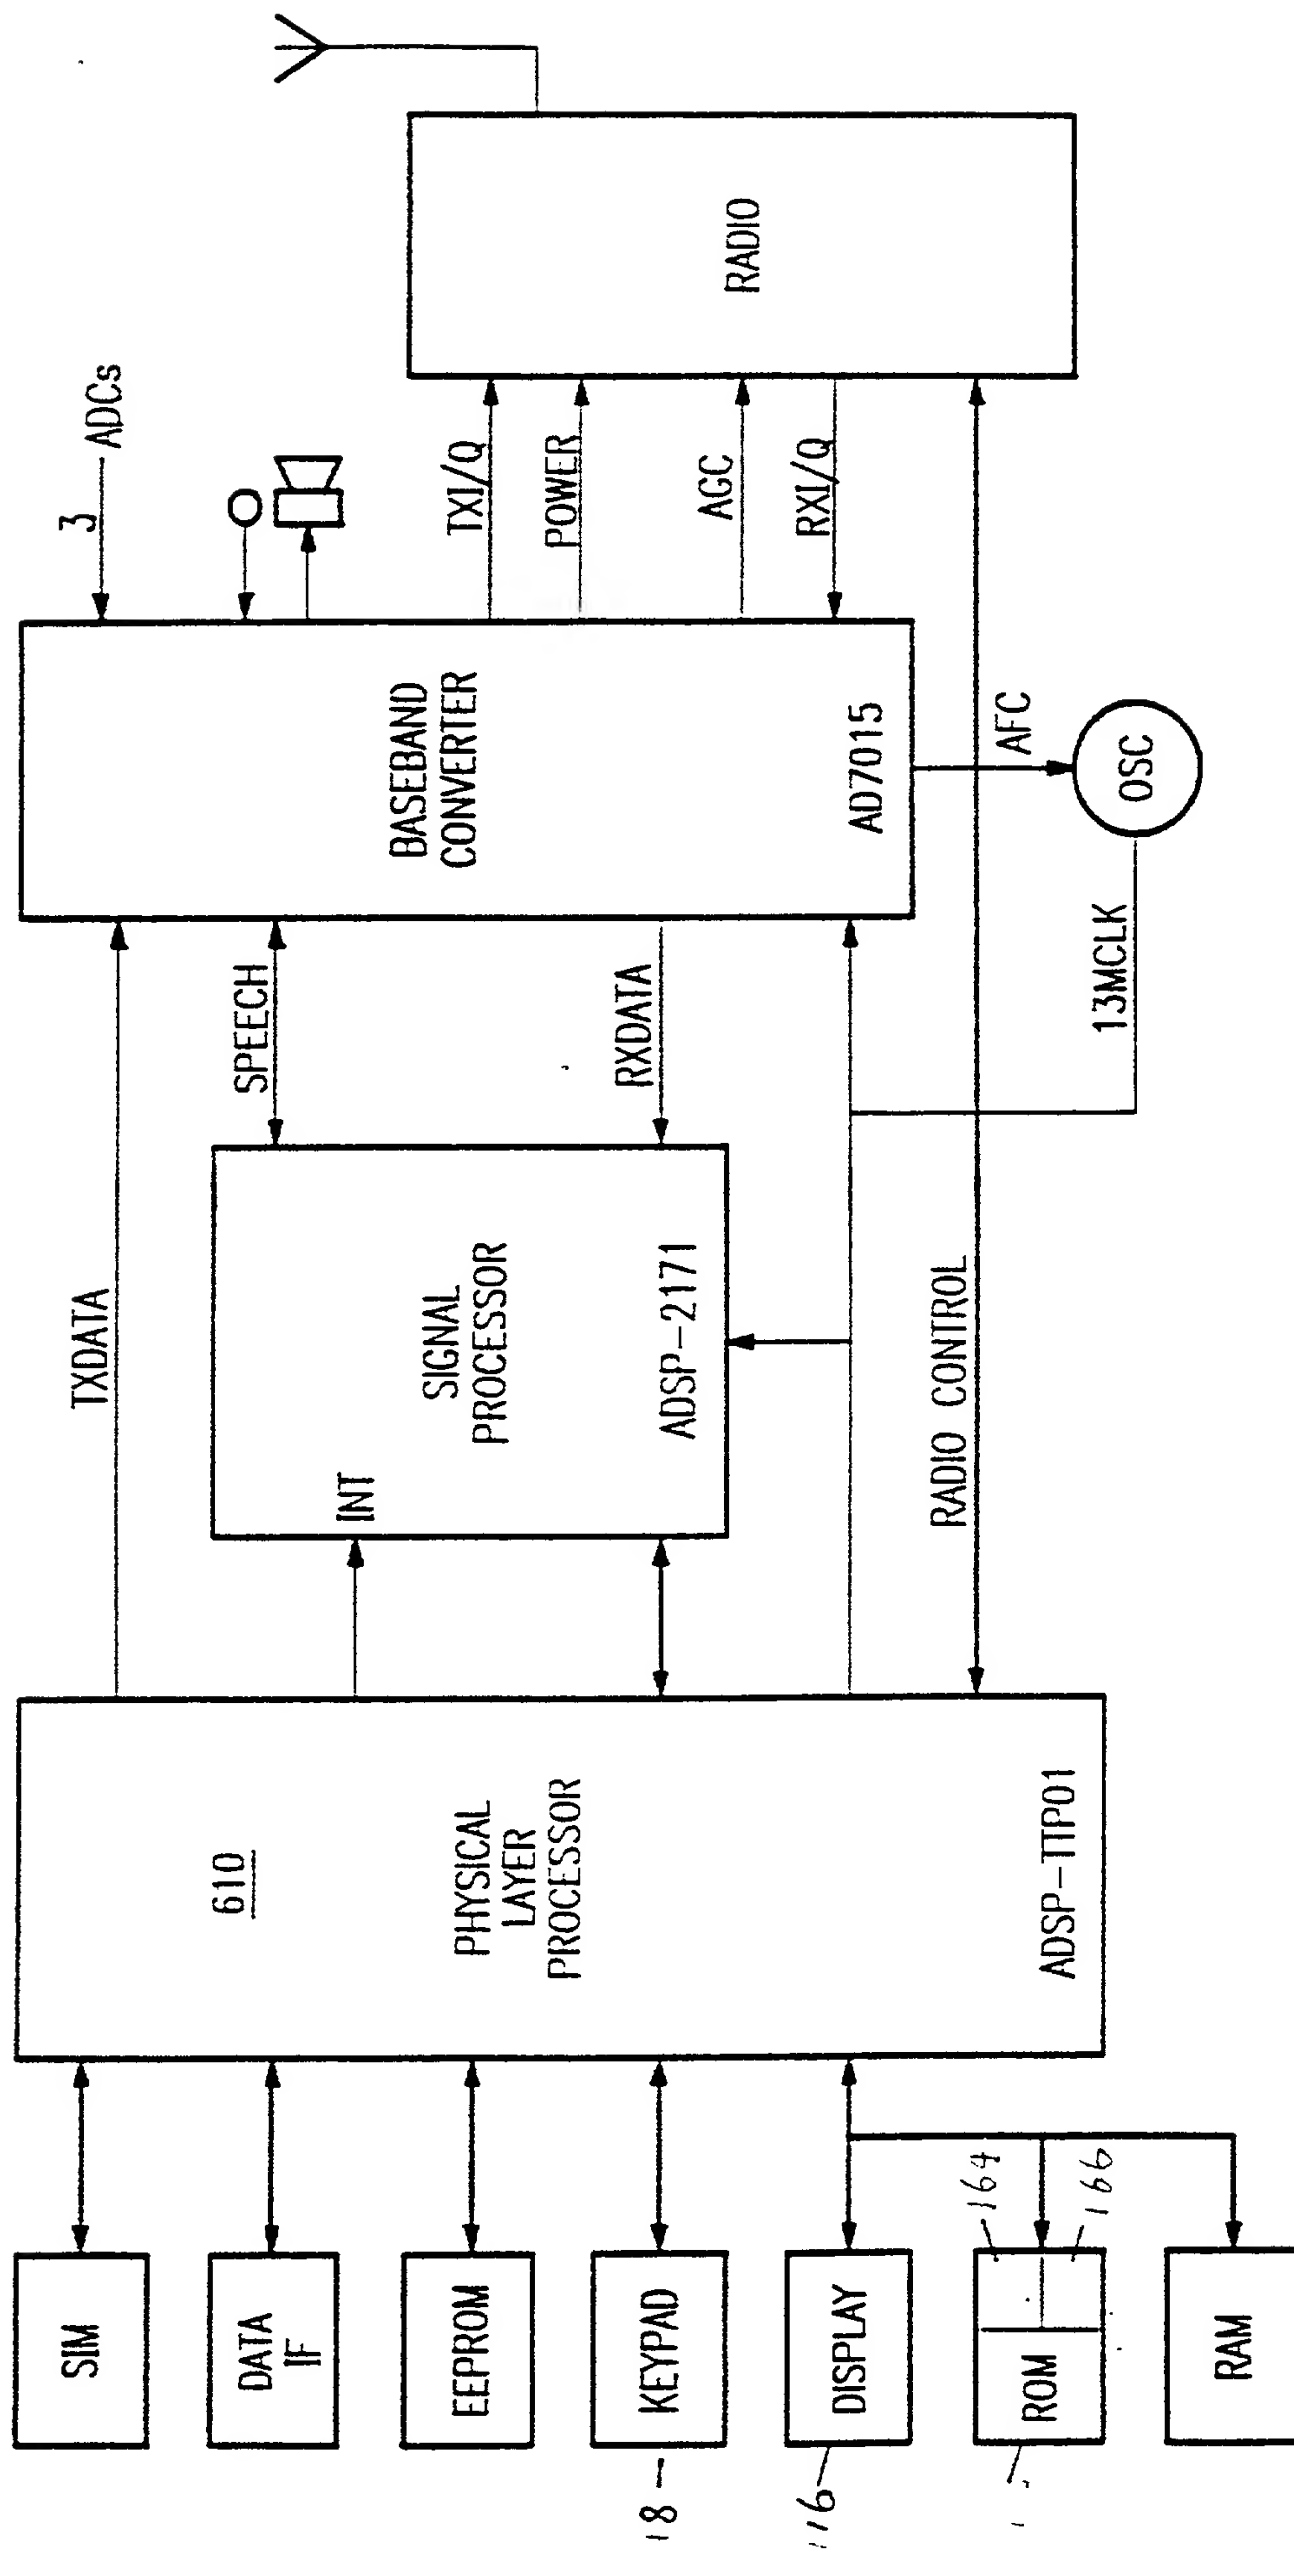 SIM
DATA
IF
EEPROM
KEYPAD
DISPLAY
ROM
RAM
164
166
610
PHYSICAL
LAYER
PROCESSOR
ADSP-TTP01
TXDATA
INT
SIGNAL
PROCESSOR
ADSP-2171
RADIO CONTROL
SPEECH
RXDATA
13MCLK
BASEBAND
CONVERTER
AD7015
AFC
OSC
3
ADCs
TXI/Q
POWER
AGC
RXI/Q
RADIO